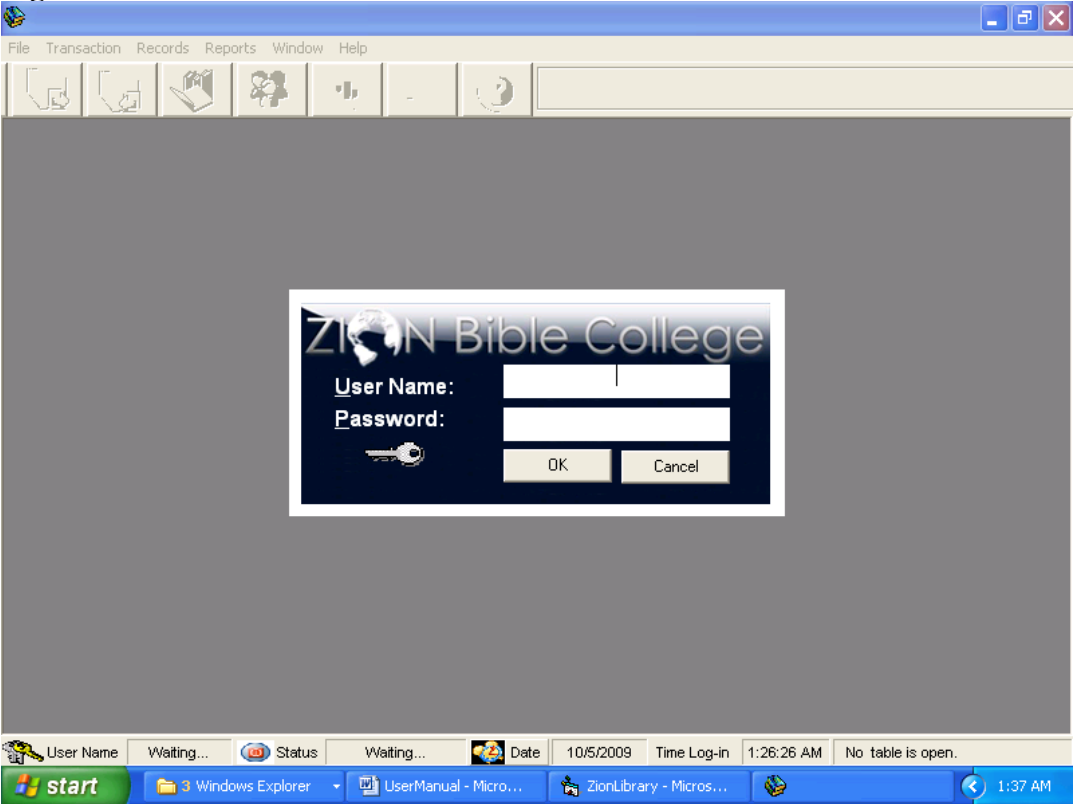 File Transaction Records Reports Window Help
ZION Bible College
User Name:
Password:
OK Cancel
User Name Waiting... Status Waiting... Date 10/5/2009 Time Log-in 1:26:26 AM No table is open.
start 3 Windows Explorer UserManual - Micro... ZionLibrary - Micros... 1:37 AM